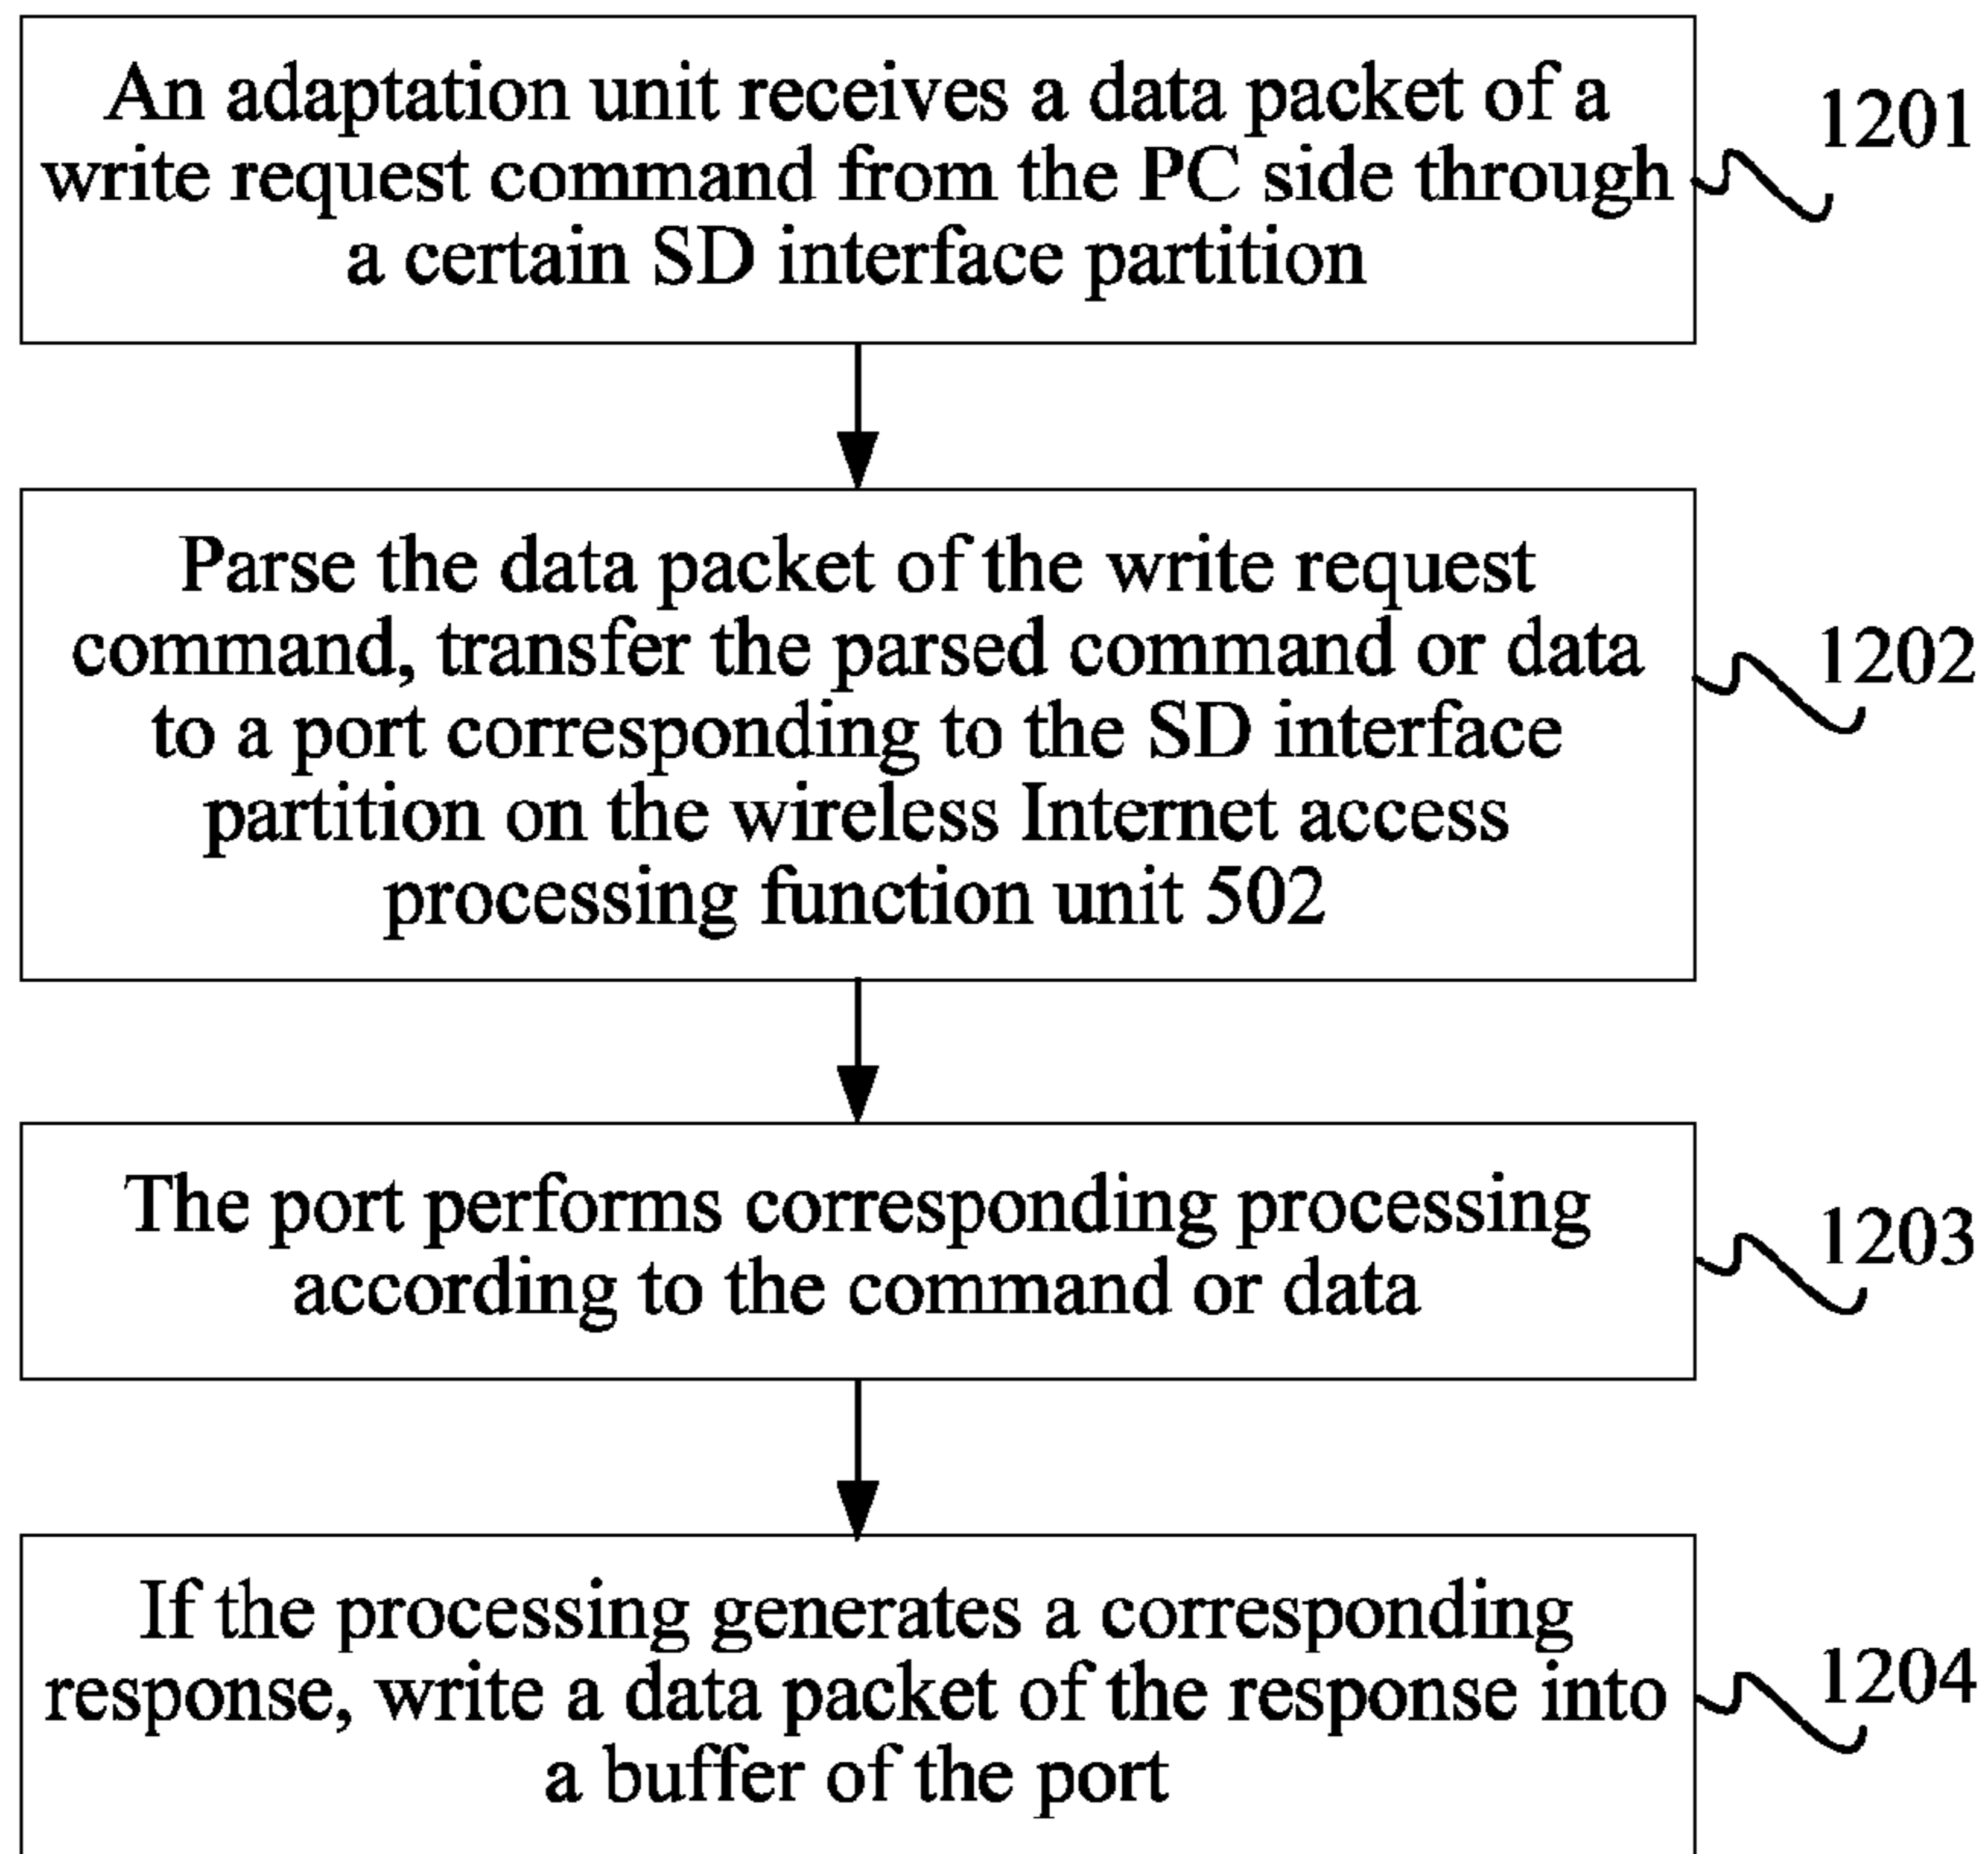 An adaptation unit receives a data packet of a
write request command from the PC side through
a certain SD interface partition
1201
Parse the data packet of the write request
command, transfer the parsed command or data
to a port corresponding to the SD interface
partition on the wireless Internet access
processing function unit 502
1202
The port performs corresponding processing
according to the command or data
1203
If the processing generates a corresponding
response, write a data packet of the response into
a buffer of the port
1204